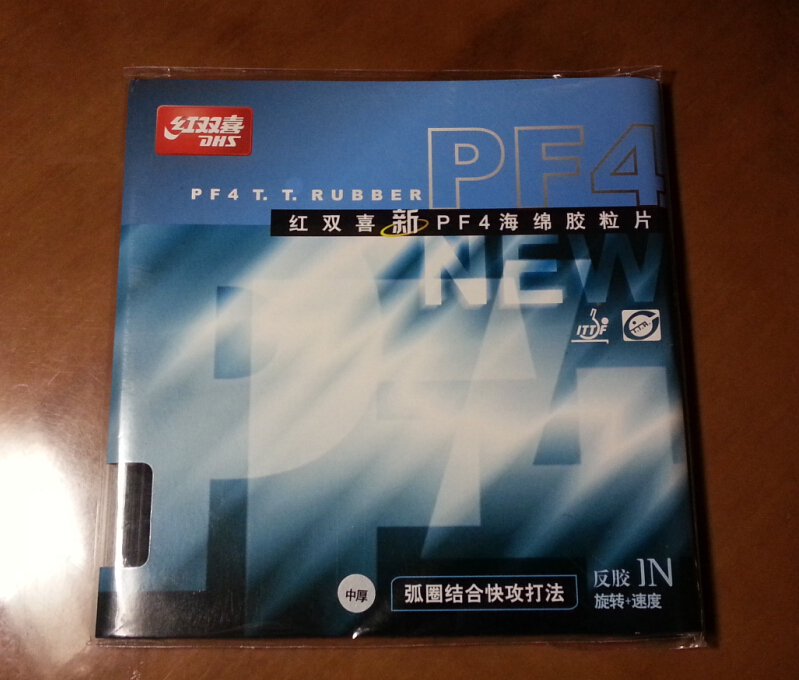 红双喜
DHS
PF4
PF4 T. T. RUBBER
红双喜新PF4海绵胶粒片
NEW
ITTF
T.T.A
PF4
中厚
弧圈结合快攻打法
反胶 IN
旋转+速度